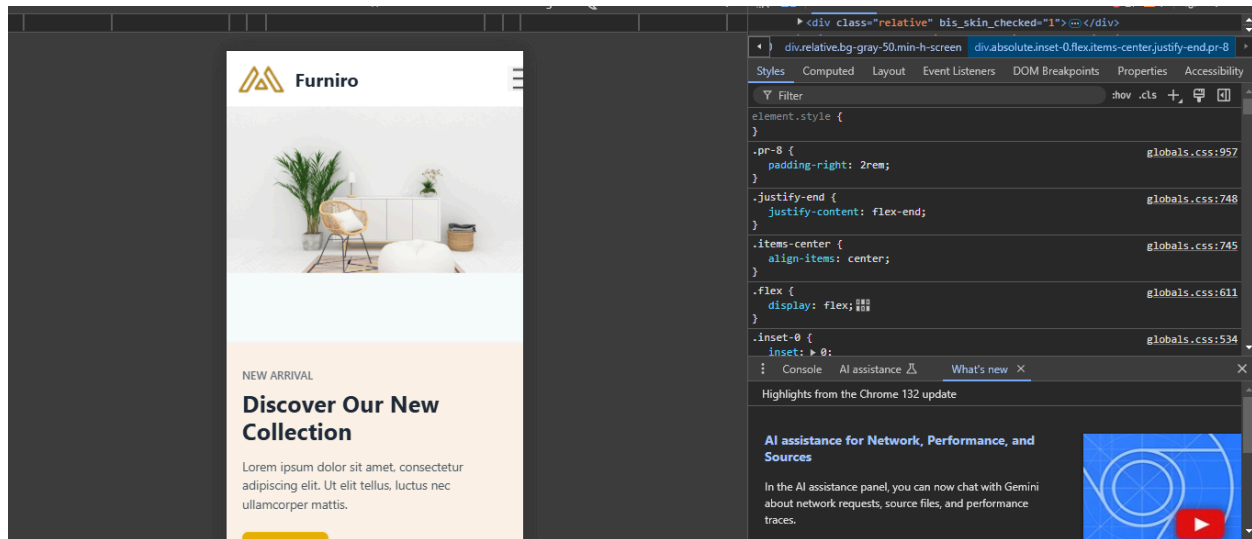 <div class="relative" bis_skin_checked="1">…</div>
div.relative.bg-gray-50.min-h-screen div.absolute.inset-0.flex.items-center.justify-end.pr-8
Styles Computed Layout Event Listeners DOM Breakpoints Properties Accessibility
Filter :hov .cls
element.style {
}
.pr-8 { globals.css:957
padding-right: 2rem;
}
.justify-end { globals.css:748
justify-content: flex-end;
}
.items-center { globals.css:745
align-items: center;
}
.flex { globals.css:611
display: flex;
}
.inset-0 { globals.css:534
inset: 0;
Console AI assistance What's new
Highlights from the Chrome 132 update
AI assistance for Network, Performance, and
Sources
In the AI assistance panel, you can now chat with Gemini
about network requests, source files, and performance
traces.
Furniro
NEW ARRIVAL
Discover Our New
Collection
Lorem ipsum dolor sit amet, consectetur
adipiscing elit. Ut elit tellus, luctus nec
ullamcorper mattis.